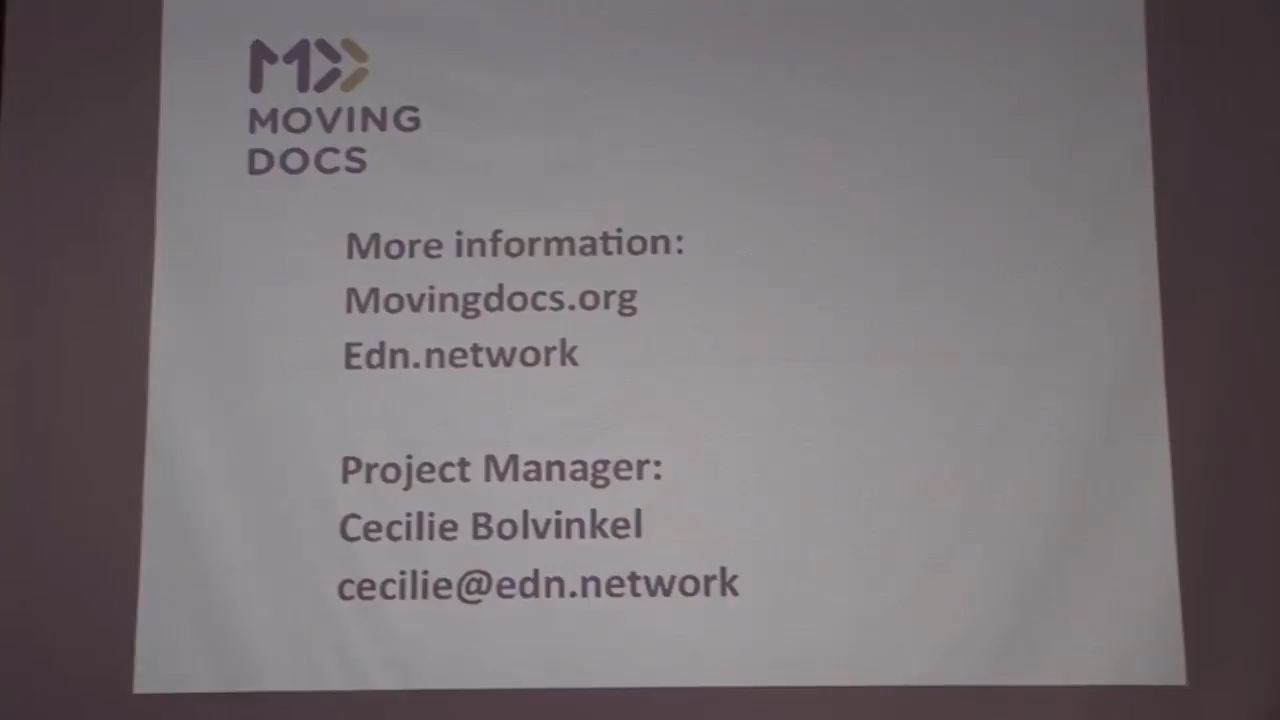 MOVING
DOCS
More information:
Movingdocs.org
Edn.network
Project Manager:
Cecilie Bolvinkel
cecilie@edn.network